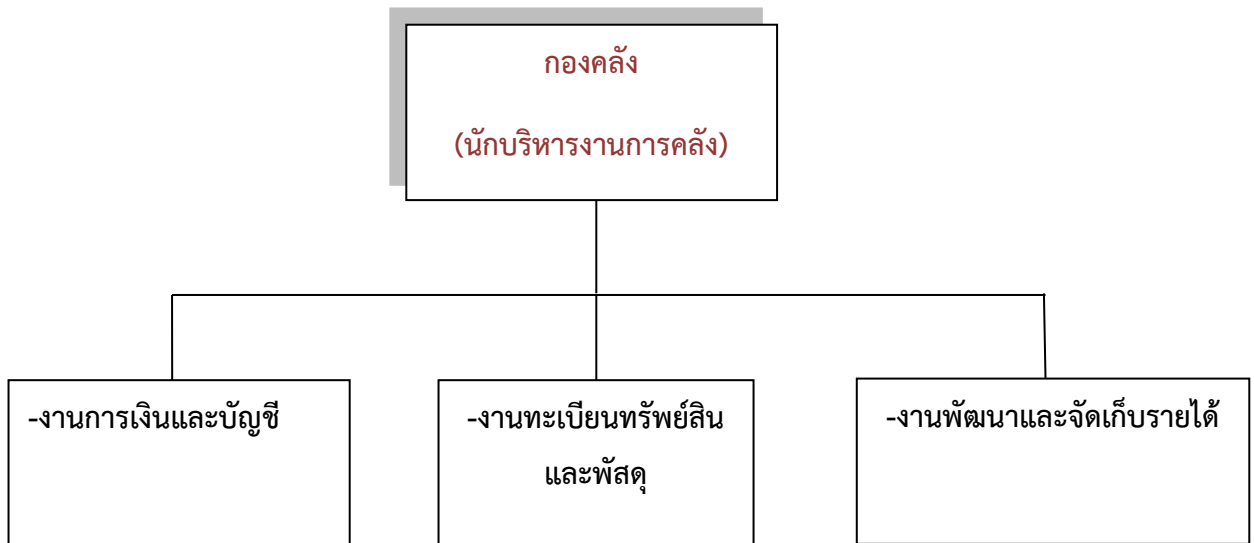 กองคลัง
(นักบริหารงานการคลัง)
-งานการเงินและบัญชี
-งานทะเบียนทรัพย์สิน
และพัสดุ
-งานพัฒนาและจัดเก็บรายได้